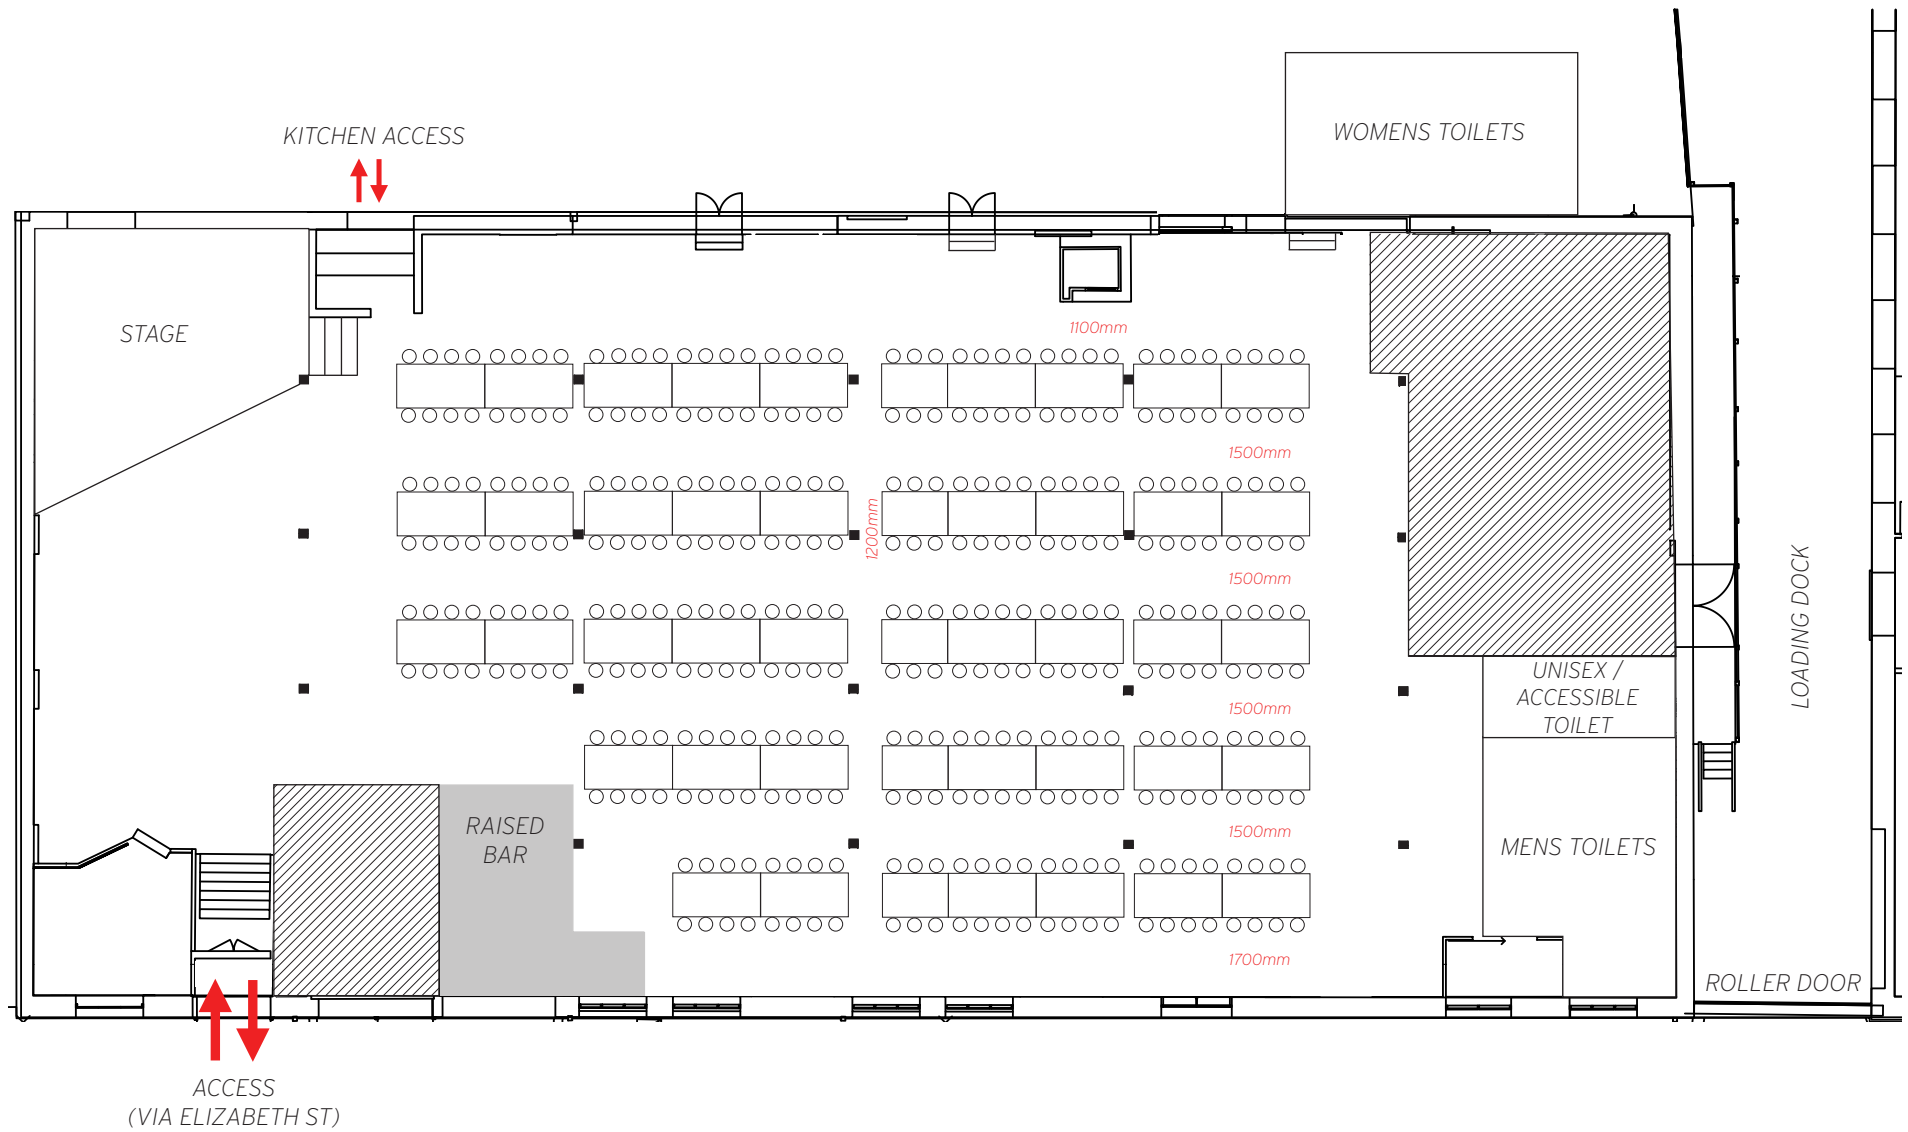 WOMENS TOILETS
KITCHEN ACCESS
STAGE
1100mm
1500mm
1200mm
1500mm
LOADING DOCK
UNISEX /
ACCESSIBLE
TOILET
1500mm
RAISED
BAR
1500mm
MENS TOILETS
1700mm
ROLLER DOOR
ACCESS
(VIA ELIZABETH ST)